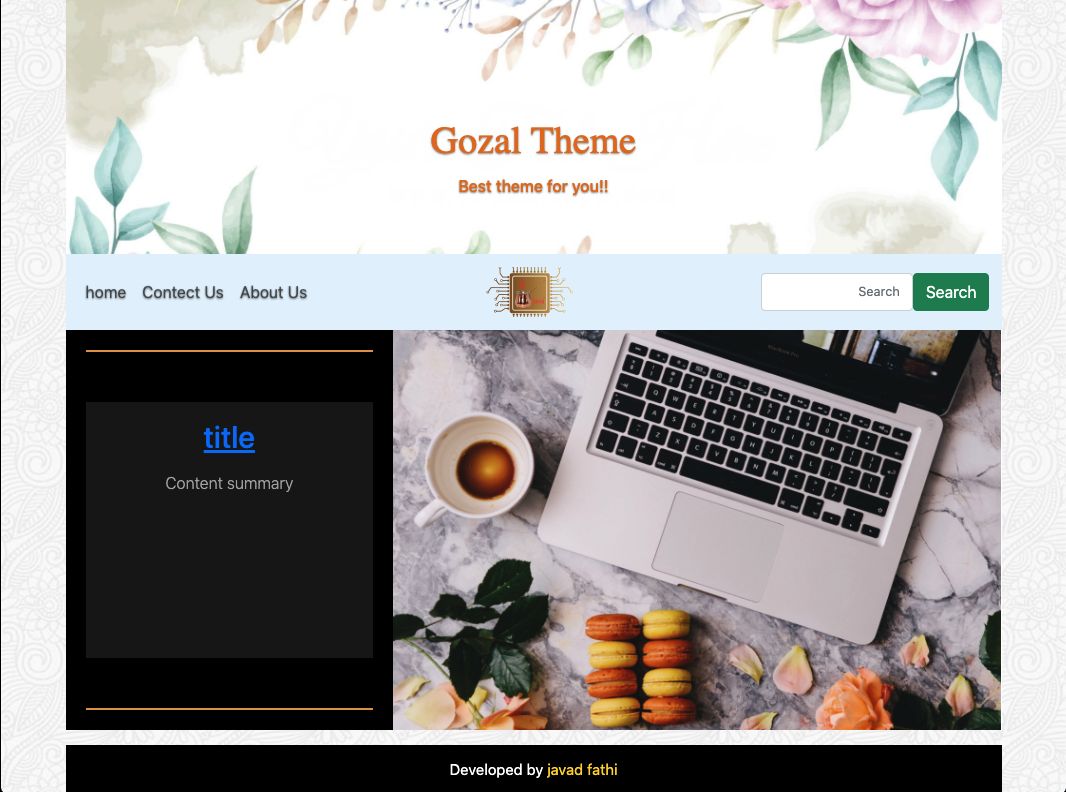 Gozal Theme
Best theme for you!!
home Contect Us About Us
Search Search
title
Content summary
Developed by javad fathi